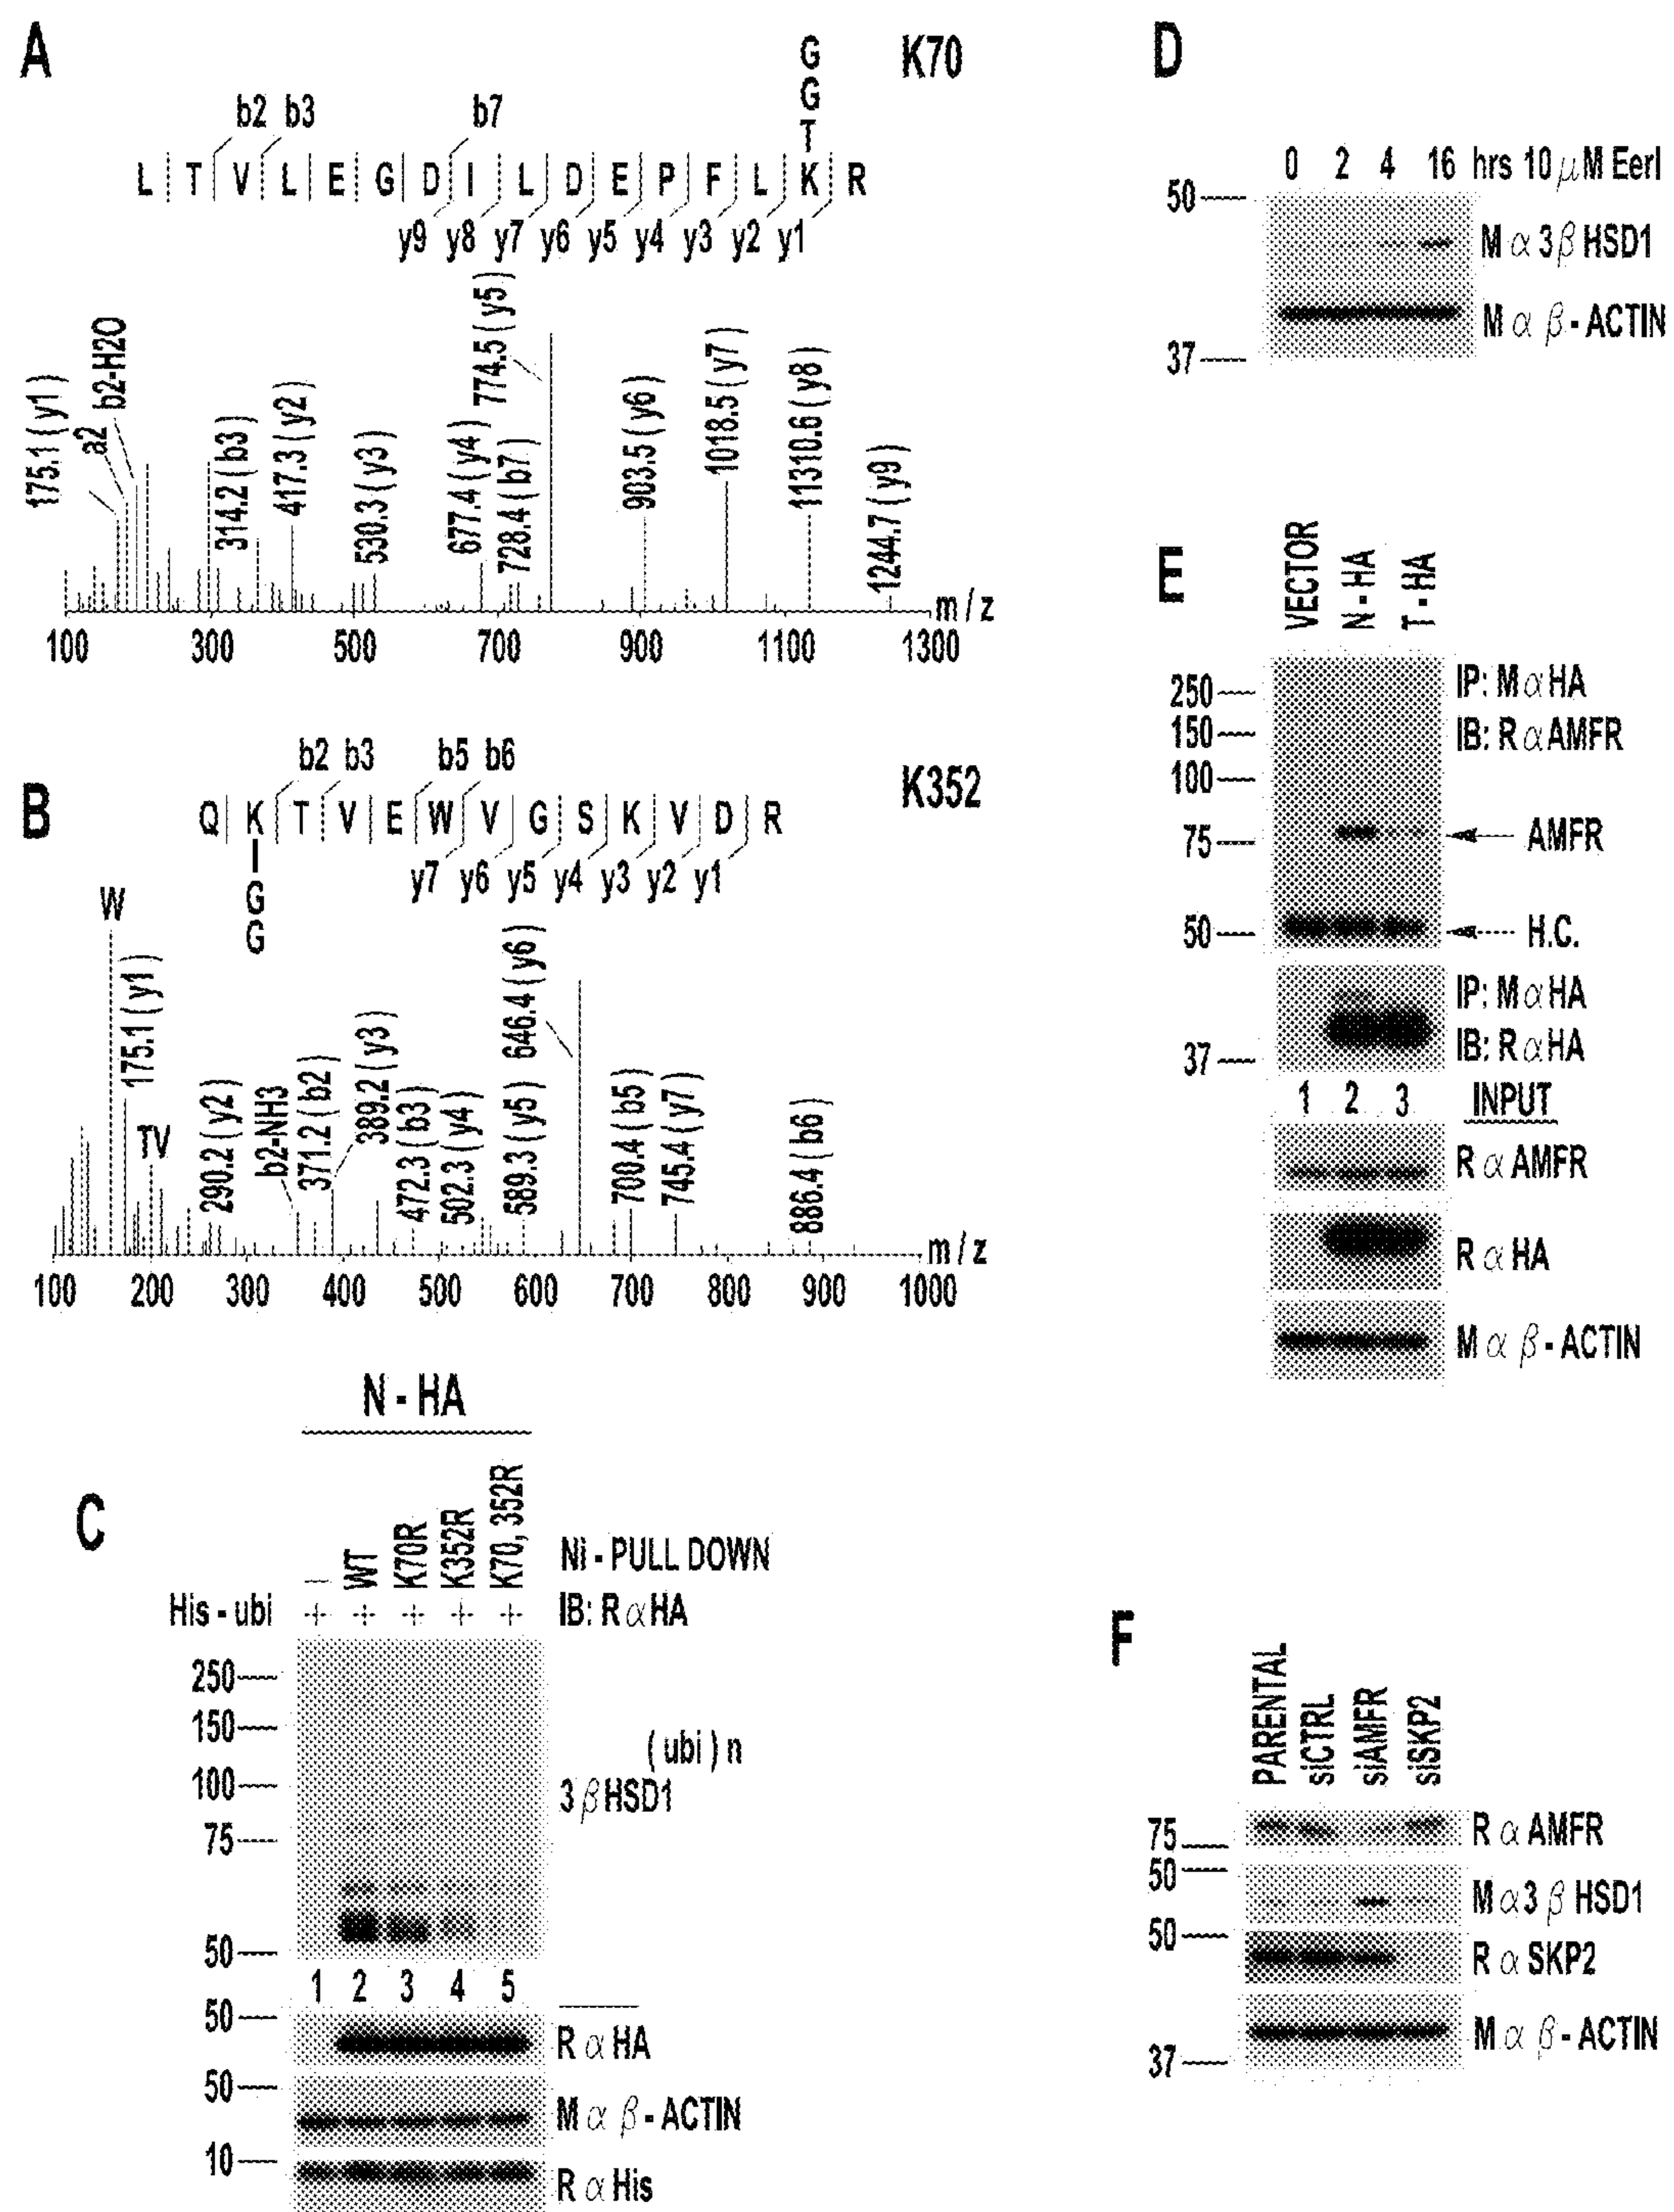 A
K70
G
G
T
b2 b3 b7
L T V L E G D I L D E P F L K R
y9 y8 y7 y6 y5 y4 y3 y2 y1
175.1 ( y1 )
a2
b2-H2O
314.2 ( b3 )
417.3 ( y2 )
530.3 ( y3 )
677.4 ( y4 )
728.4 ( b7 )
774.5 ( y5 )
903.5 ( y6 )
1018.5 ( y7 )
11310.6 ( y8 )
1244.7 ( y9 )
m / z
100 300 500 700 900 1100 1300
B
K352
b2 b3 b5 b6
Q K T V E W V G S K V D R
y7 y6 y5 y4 y3 y2 y1
G
G
W
175.1 ( y1 )
TV
290.2 ( y2 )
b2-NH3
371.2 ( b2 )
389.2 ( y3 )
472.3 ( b3 )
502.3 ( y4 )
589.3 ( y5 )
646.4 ( y6 )
700.4 ( b5 )
745.4 ( y7 )
886.4 ( b6 )
m / z
100 200 300 400 500 600 700 800 900 1000
C
N - HA
— WT K70R K352R K70, 352R
Ni - PULL DOWN
His - ubi + + + + + IB: R α HA
250
150
100
75
50
( ubi ) n
3 β HSD1
1 2 3 4 5
50
R α HA
50
M α β - ACTIN
10
R α His
D
0 2 4 16 hrs 10 μM EerI
50
M α 3 β HSD1
M α β - ACTIN
37
E
VECTOR N - HA T - HA
250
150
100
75
50
IP: M α HA
IB: R α AMFR
AMFR
H.C.
IP: M α HA
IB: R α HA
37
1 2 3 INPUT
R α AMFR
R α HA
M α β - ACTIN
F
PARENTAL siCTRL siAMFR siSKP2
75
R α AMFR
50
M α 3 β HSD1
50
R α SKP2
M α β - ACTIN
37